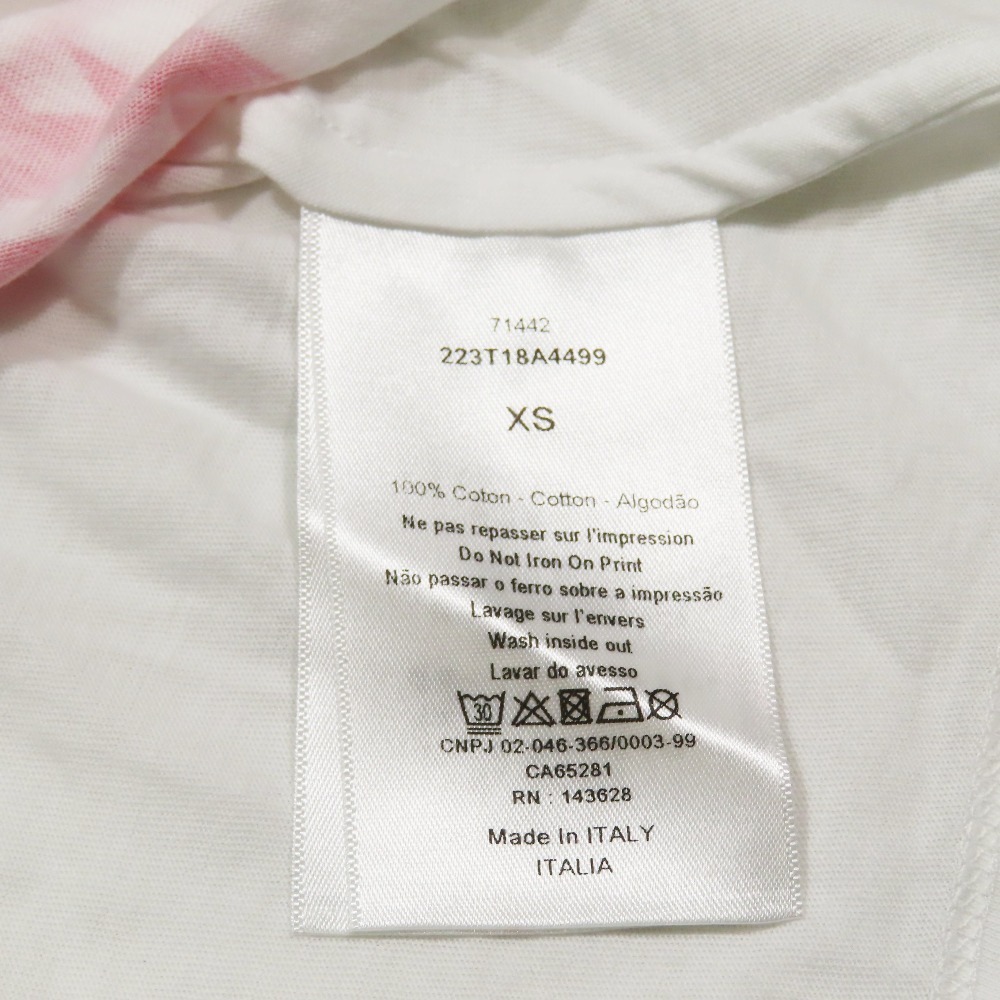 71442
223T18A4499
XS
100% Coton - Cotton - Algodão
Ne pas repasser sur l'impression
Do Not Iron On Print
Não passar o ferro sobre a impressão
Lavage sur l'envers
Wash inside out
Lavar do avesso
30
CNPJ 02-046-366/0003-99
CA65281
RN : 143628
Made In ITALY
ITALIA